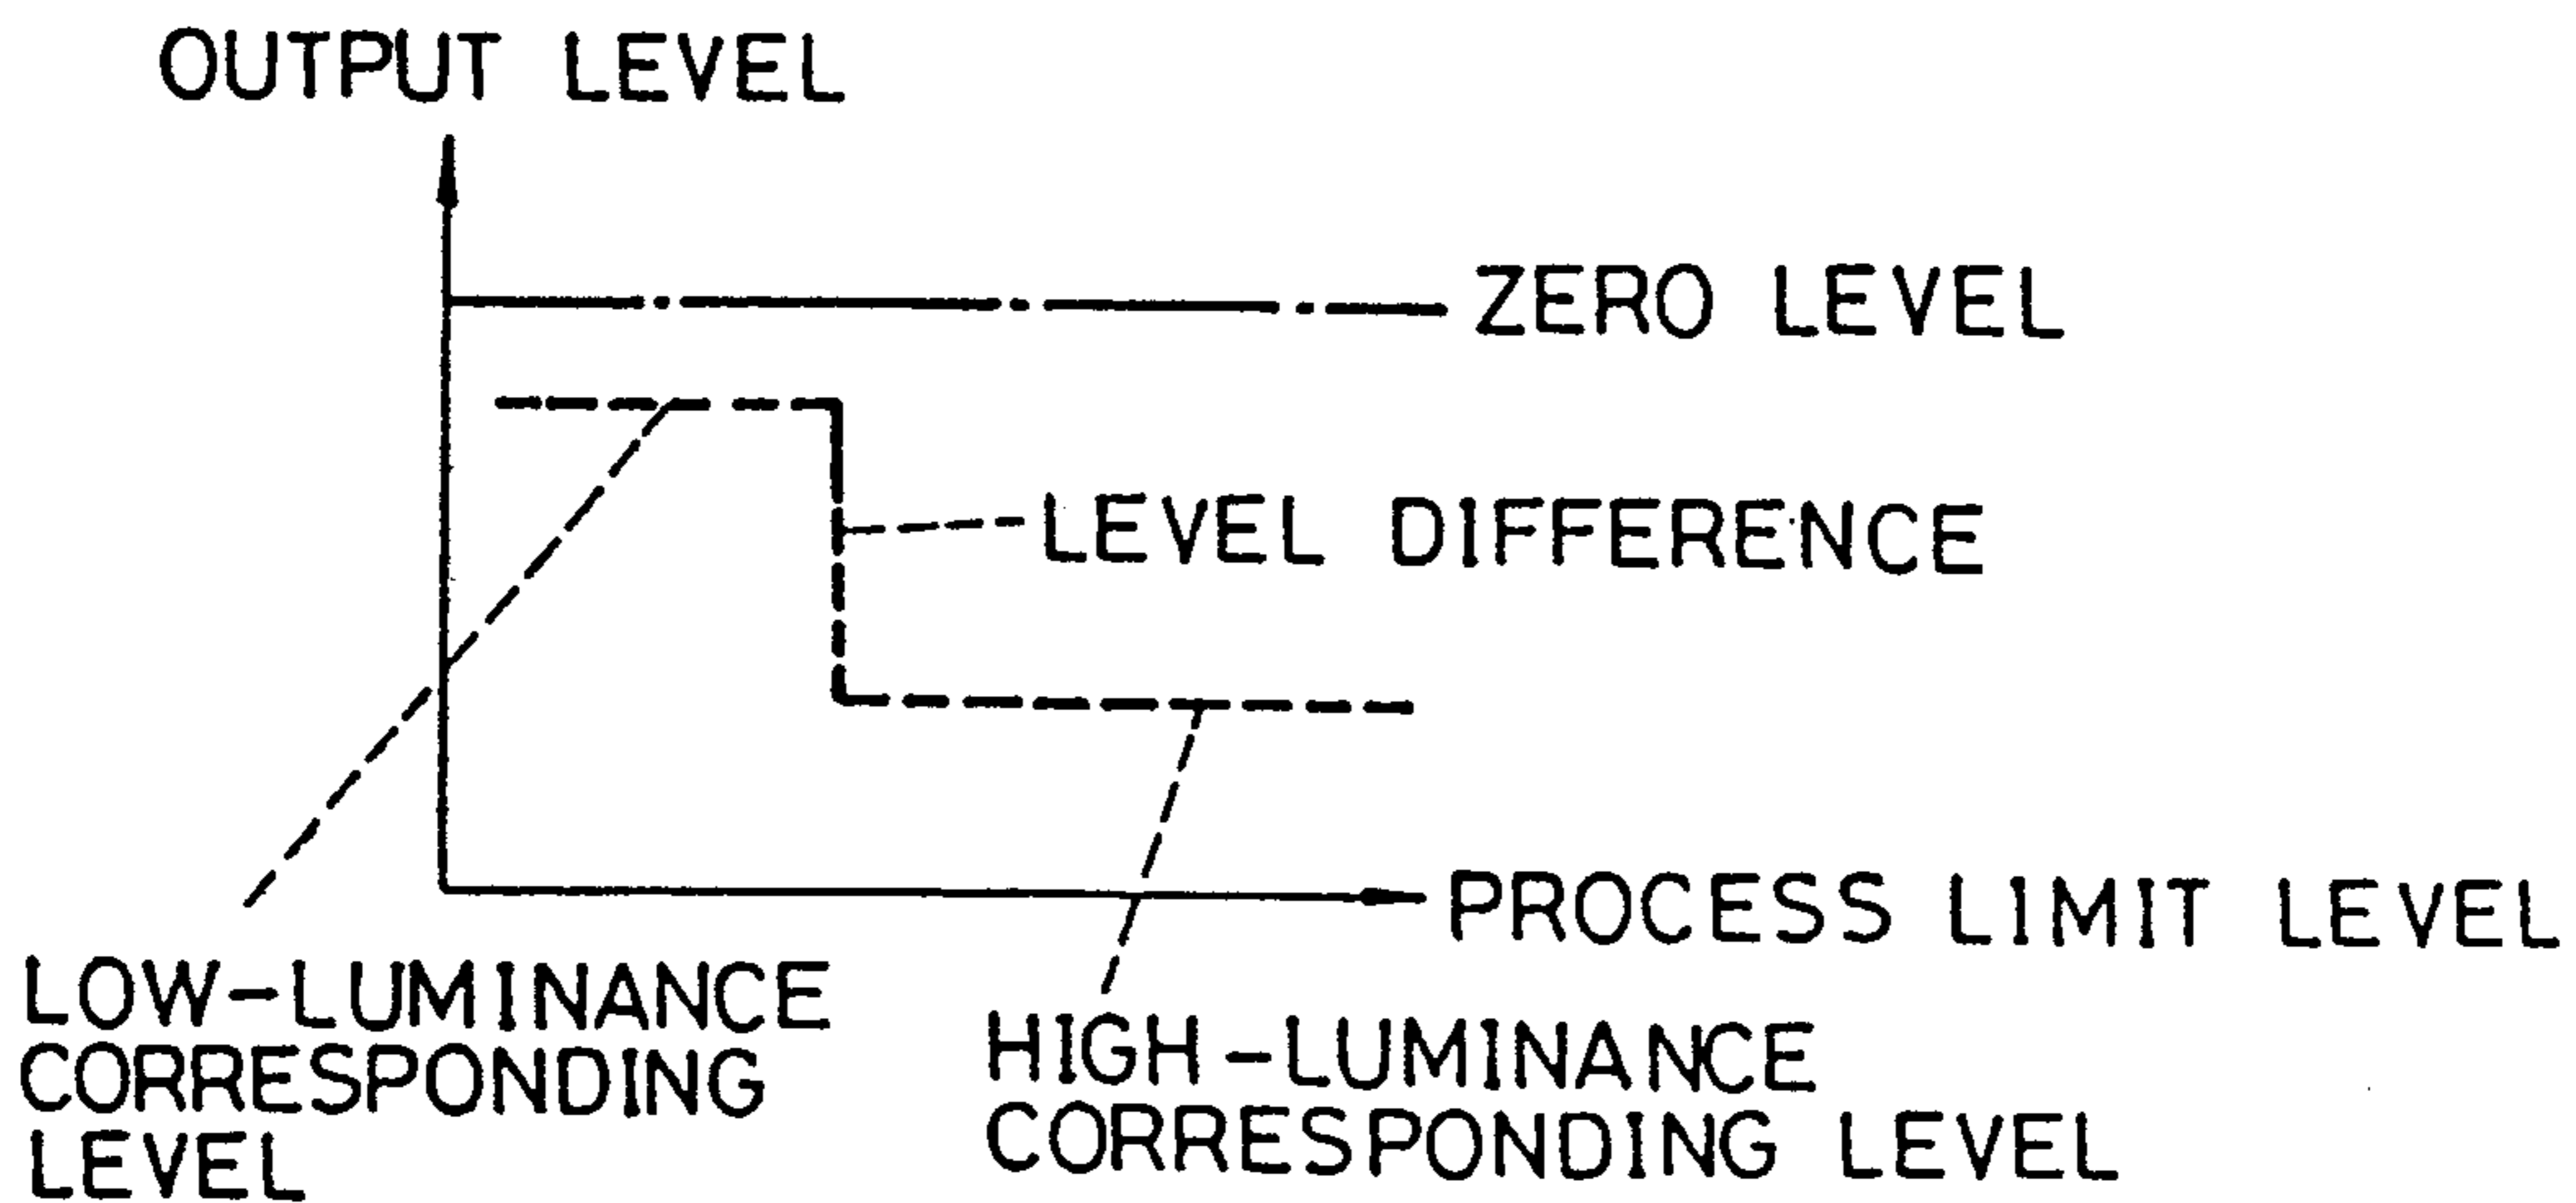 OUTPUT LEVEL
ZERO LEVEL
LEVEL DIFFERENCE
PROCESS LIMIT LEVEL
LOW-LUMINANCE
CORRESPONDING
LEVEL
HIGH-LUMINANCE
CORRESPONDING LEVEL